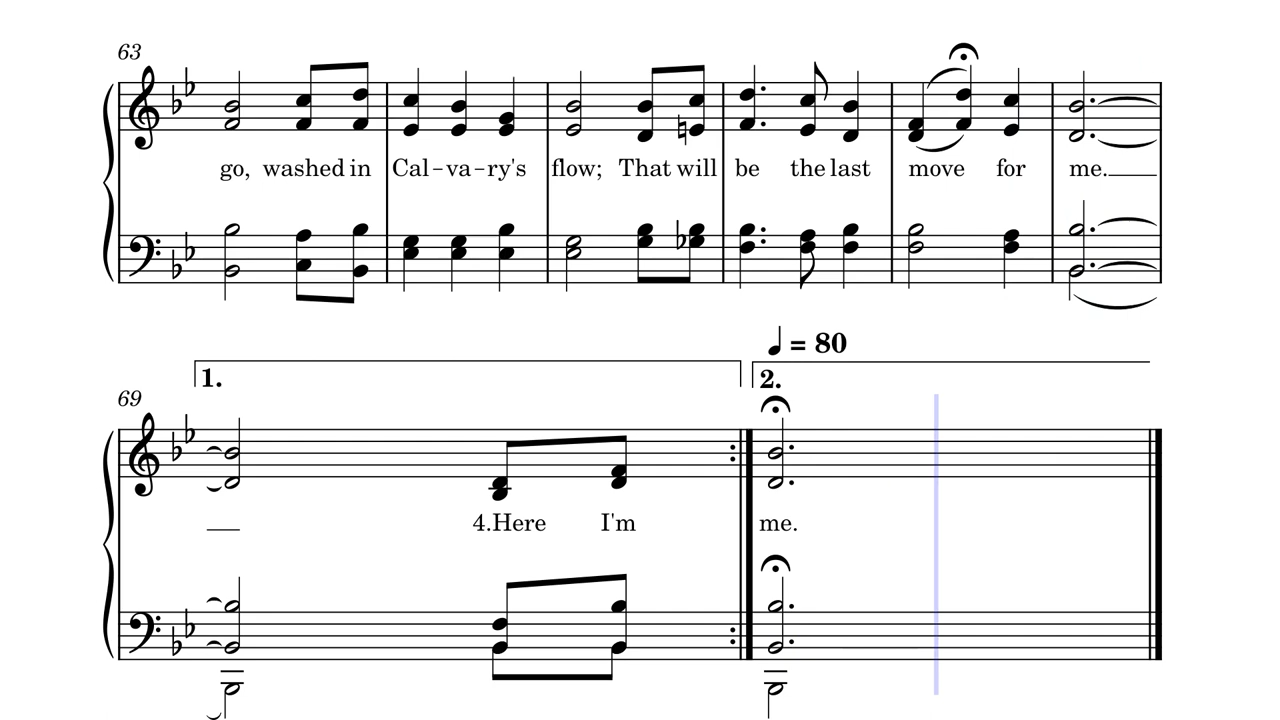 63
go, washed in Cal–va–ry's flow; That will be the last move for me.
= 80
1. 2.
69
4.Here I'm me.